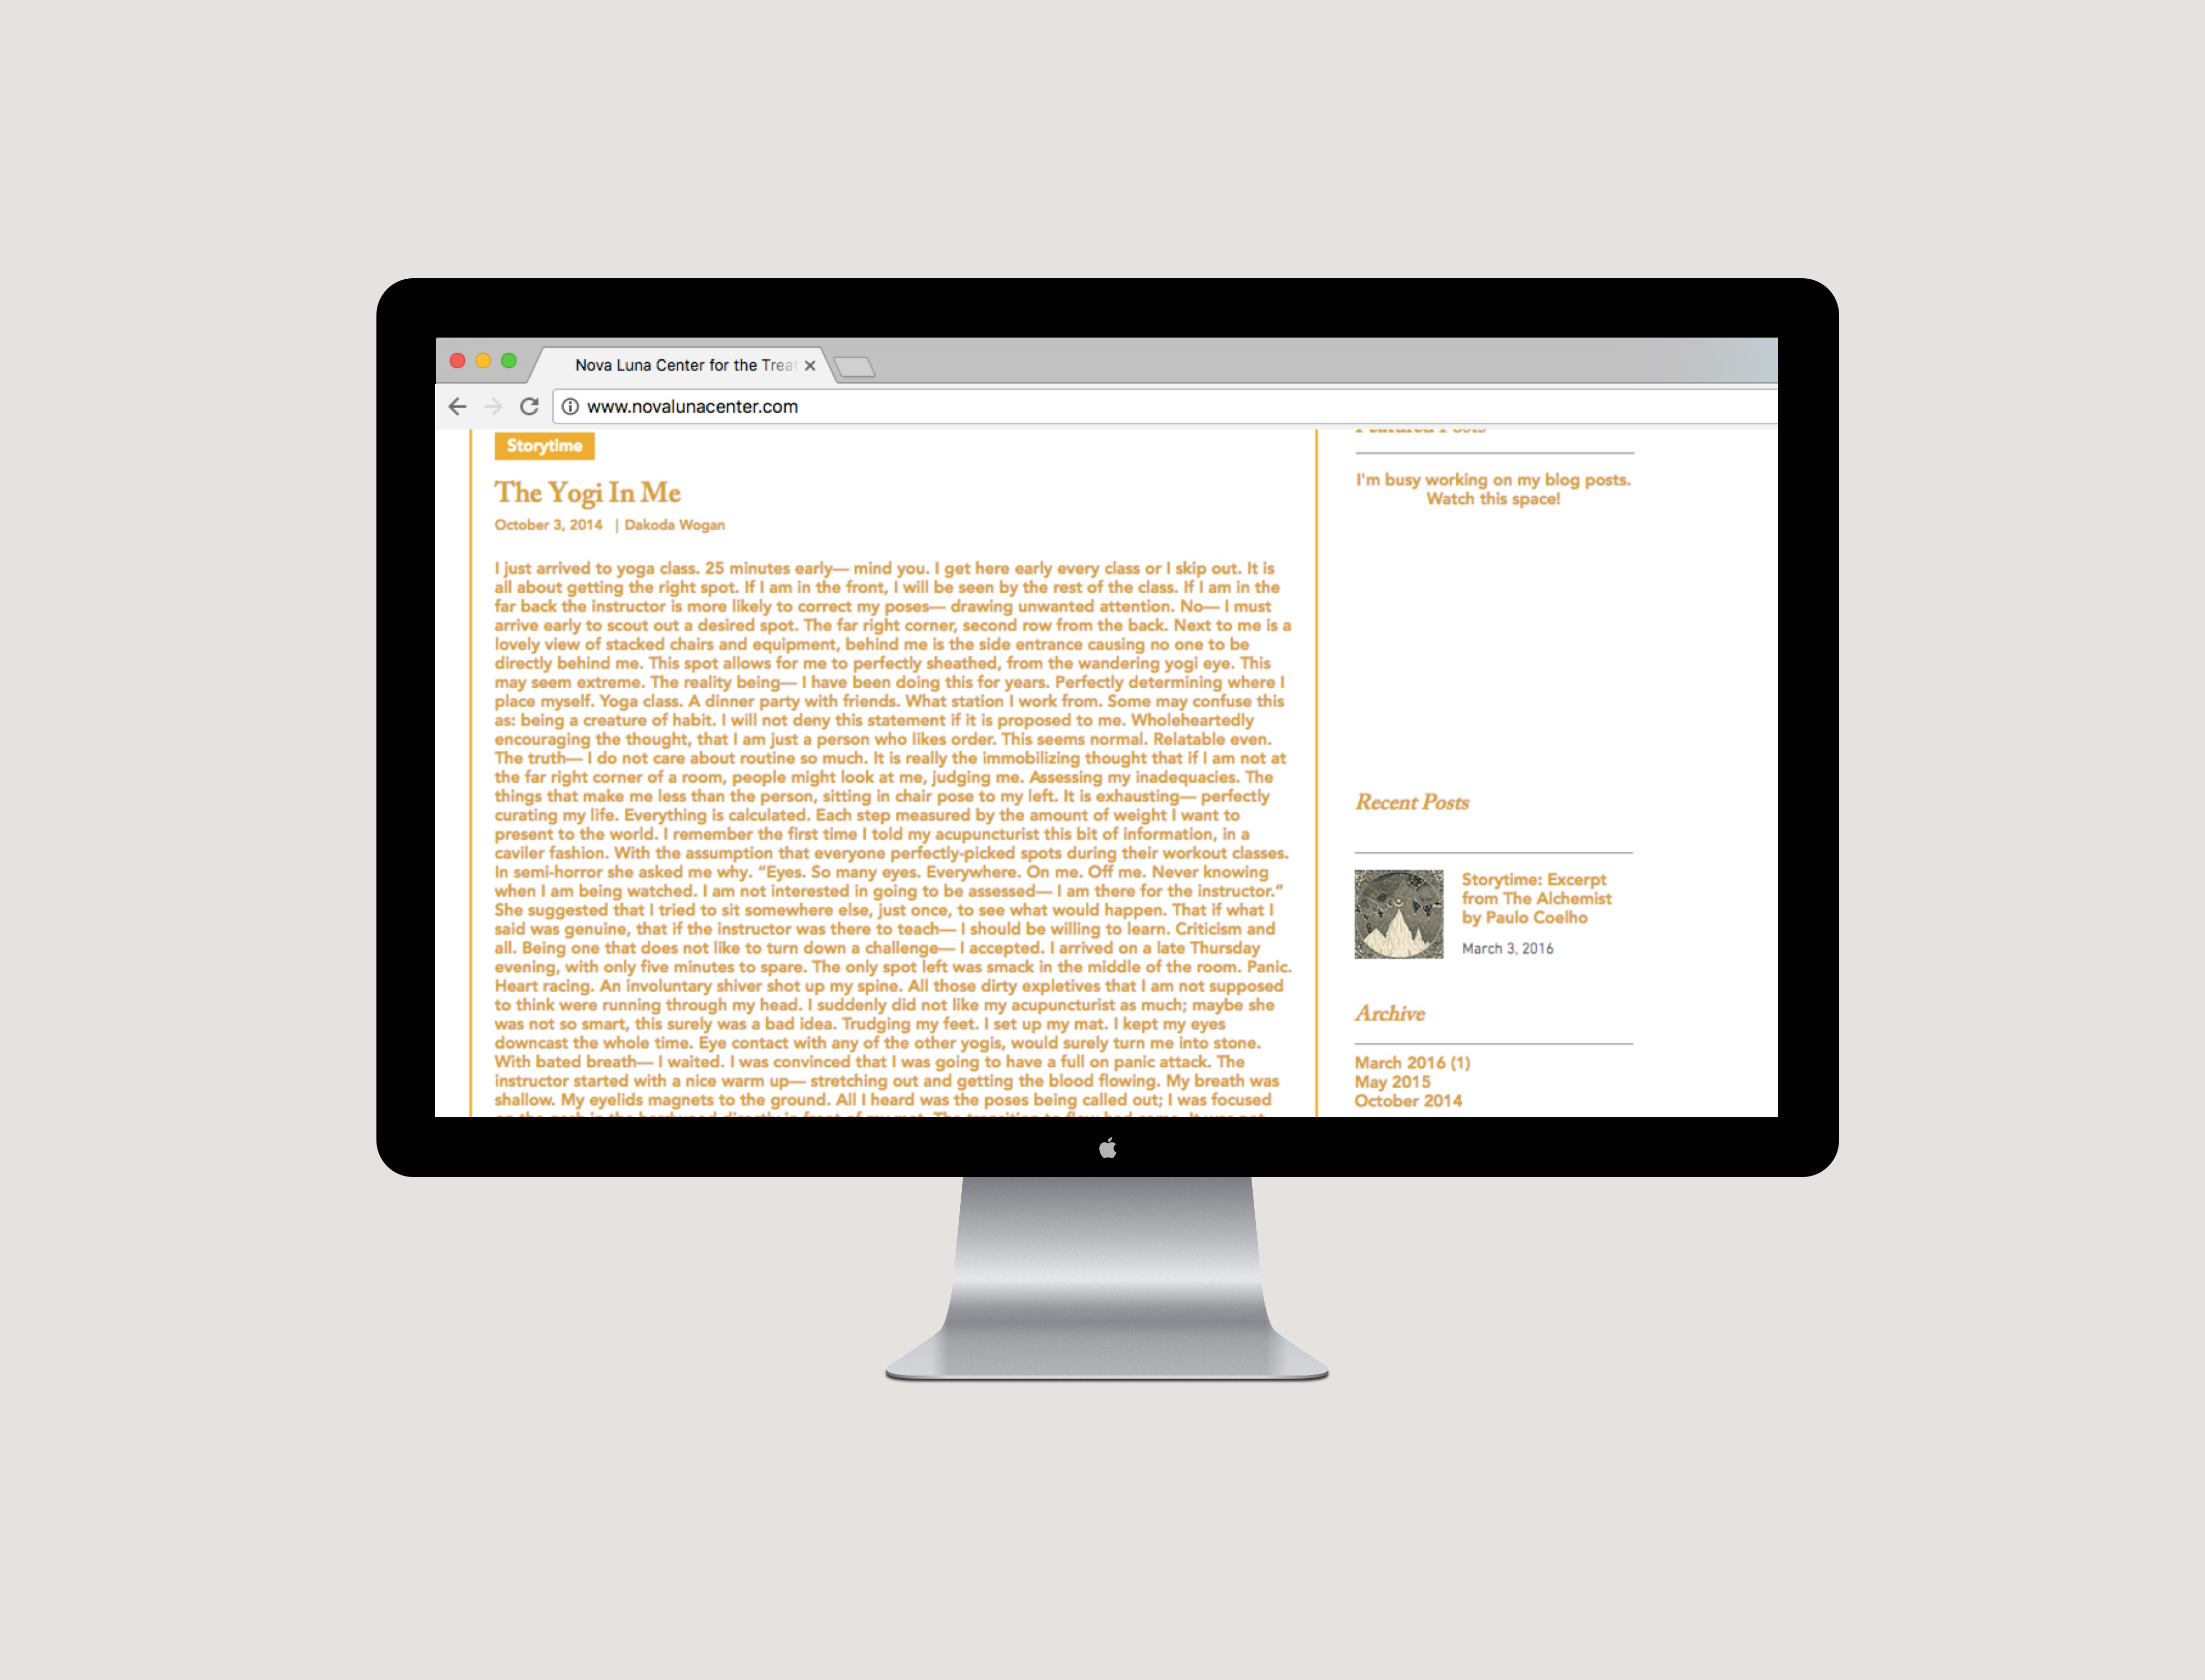 Nova Luna Center for the Treat
www.novalunacenter.com
Storytime
The Yogi In Me
October 3, 2014 | Dakoda Wogan
I just arrived to yoga class. 25 minutes early— mind you. I get here early every class or I skip out. It is
all about getting the right spot. If I am in the front, I will be seen by the rest of the class. If I am in the
far back the instructor is more likely to correct my poses— drawing unwanted attention. No— I must
arrive early to scout out a desired spot. The far right corner, second row from the back. Next to me is a
lovely view of stacked chairs and equipment, behind me is the side entrance causing no one to be
directly behind me. This spot allows for me to perfectly sheathed, from the wandering yogi eye. This
may seem extreme. The reality being— I have been doing this for years. Perfectly determining where I
place myself. Yoga class. A dinner party with friends. What station I work from. Some may confuse this
as: being a creature of habit. I will not deny this statement if it is proposed to me. Wholeheartedly
encouraging the thought, that I am just a person who likes order. This seems normal. Relatable even.
The truth— I do not care about routine so much. It is really the immobilizing thought that if I am not at
the far right corner of a room, people might look at me, judging me. Assessing my inadequacies. The
things that make me less than the person, sitting in chair pose to my left. It is exhausting— perfectly
curating my life. Everything is calculated. Each step measured by the amount of weight I want to
present to the world. I remember the first time I told my acupuncturist this bit of information, in a
caviler fashion. With the assumption that everyone perfectly-picked spots during their workout classes.
In semi-horror she asked me why. “Eyes. So many eyes. Everywhere. On me. Off me. Never knowing
when I am being watched. I am not interested in going to be assessed— I am there for the instructor.”
She suggested that I tried to sit somewhere else, just once, to see what would happen. That if what I
said was genuine, that if the instructor was there to teach— I should be willing to learn. Criticism and
all. Being one that does not like to turn down a challenge— I accepted. I arrived on a late Thursday
evening, with only five minutes to spare. The only spot left was smack in the middle of the room. Panic.
Heart racing. An involuntary shiver shot up my spine. All those dirty expletives that I am not supposed
to think were running through my head. I suddenly did not like my acupuncturist as much; maybe she
was not so smart, this surely was a bad idea. Trudging my feet. I set up my mat. I kept my eyes
downcast the whole time. Eye contact with any of the other yogis, would surely turn me into stone.
With bated breath— I waited. I was convinced that I was going to have a full on panic attack. The
instructor started with a nice warm up— stretching out and getting the blood flowing. My breath was
shallow. My eyelids magnets to the ground. All I heard was the poses being called out; I was focused
Featured Posts
I'm busy working on my blog posts.
Watch this space!
Recent Posts
Storytime: Excerpt
from The Alchemist
by Paulo Coelho
March 3, 2016
Archive
March 2016 (1)
May 2015
October 2014